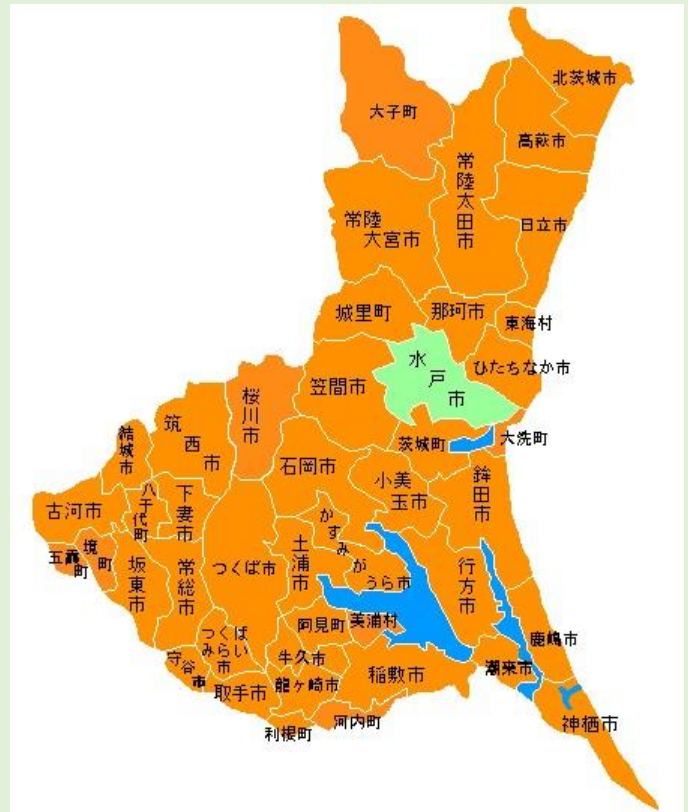 北茨城市
大子町
高萩市
常陸太田市
常陸
大宮市
日立市
城里町
那珂市
東海村
水戸市
ひたちなか市
笠間市
桜川市
筑西市
結城市
茨城町
大洗町
石岡市
小美
玉市
鉾田市
古河市
八千代町
下妻市
かすみがうら市
五霞町
境町
坂東市
常総市
つくば市
土浦市
行方市
阿見町
美浦村
つくば
みらい
市
守谷市
牛久市
稲敷市
潮来市
鹿嶋市
取手市
龍ヶ崎市
神栖市
利根町
河内町